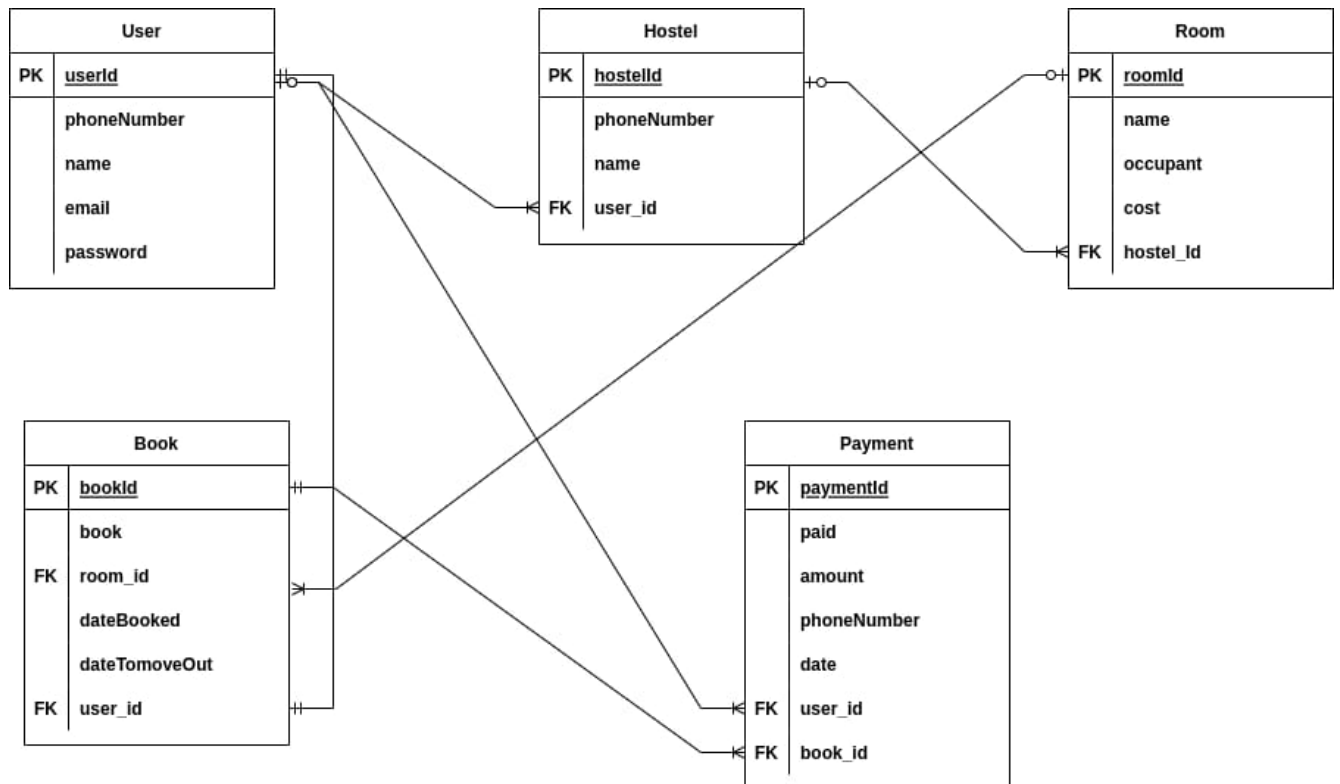 User
PK userId
phoneNumber
name
email
password
Hostel
PK hostelId
phoneNumber
name
FK user_id
Room
PK roomId
name
occupant
cost
FK hostel_Id
Book
PK bookId
book
FK room_id
dateBooked
dateTomoveOut
FK user_id
Payment
PK paymentId
paid
amount
phoneNumber
date
FK user_id
FK book_id